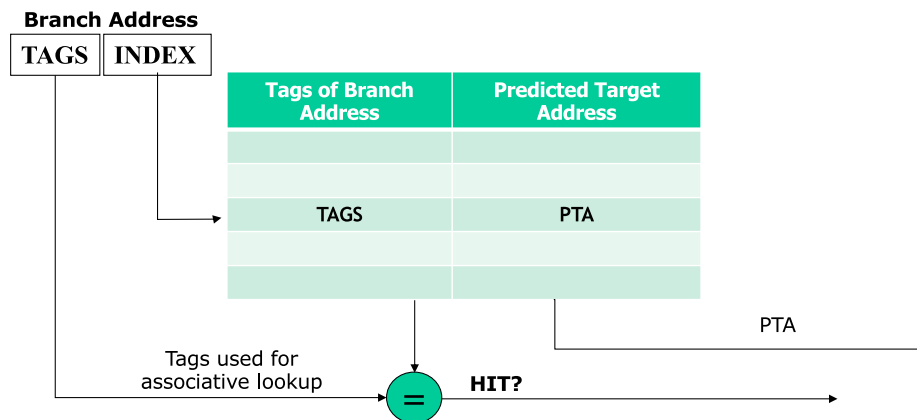 Branch Address
TAGS INDEX
Tags of Branch Address
Predicted Target Address
TAGS PTA
PTA
Tags used for
associative lookup
HIT?
=